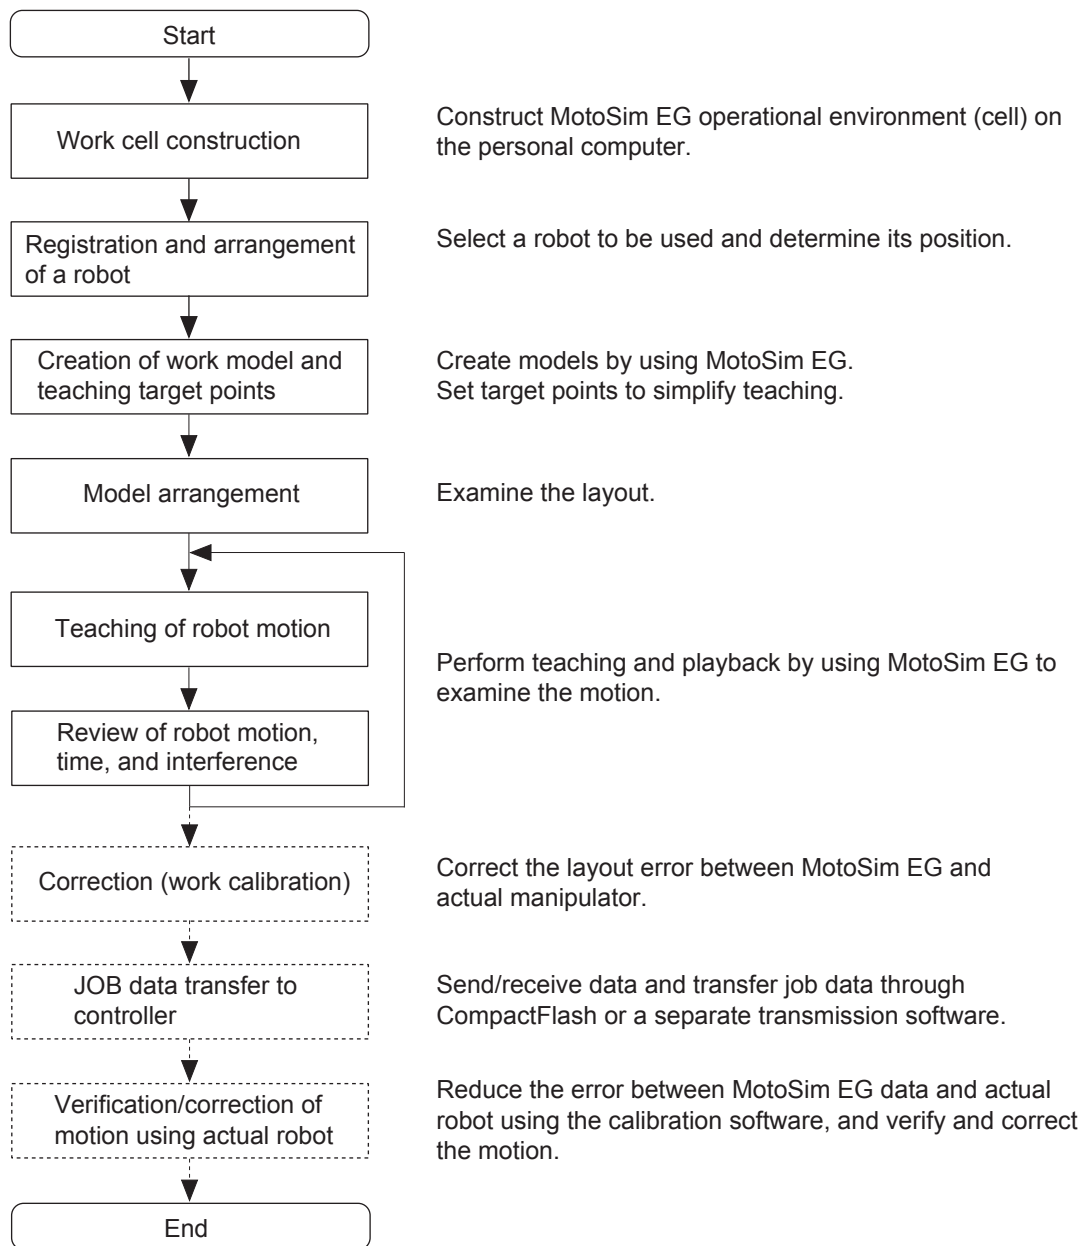 Start
Work cell construction
Construct MotoSim EG operational environment (cell) on
the personal computer.
Registration and arrangement
of a robot
Select a robot to be used and determine its position.
Creation of work model and
teaching target points
Create models by using MotoSim EG.
Set target points to simplify teaching.
Model arrangement
Examine the layout.
Teaching of robot motion
Perform teaching and playback by using MotoSim EG to
examine the motion.
Review of robot motion,
time, and interference
Correction (work calibration)
Correct the layout error between MotoSim EG and
actual manipulator.
JOB data transfer to
controller
Send/receive data and transfer job data through
CompactFlash or a separate transmission software.
Verification/correction of
motion using actual robot
Reduce the error between MotoSim EG data and actual
robot using the calibration software, and verify and correct
the motion.
End